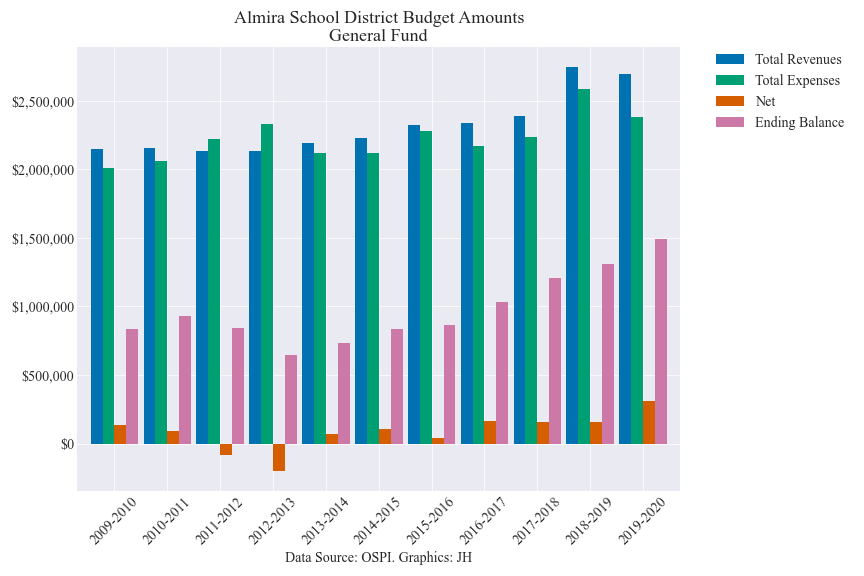 Almira School District Budget Amounts
General Fund
Total Revenues
Total Expenses
Net
Ending Balance
$2,500,000
$2,000,000
$1,500,000
$1,000,000
$500,000
$0
2009-2010
2010-2011
2011-2012
2012-2013
2013-2014
2014-2015
2015-2016
2016-2017
2017-2018
2018-2019
2019-2020
Data Source: OSPI. Graphics: JH